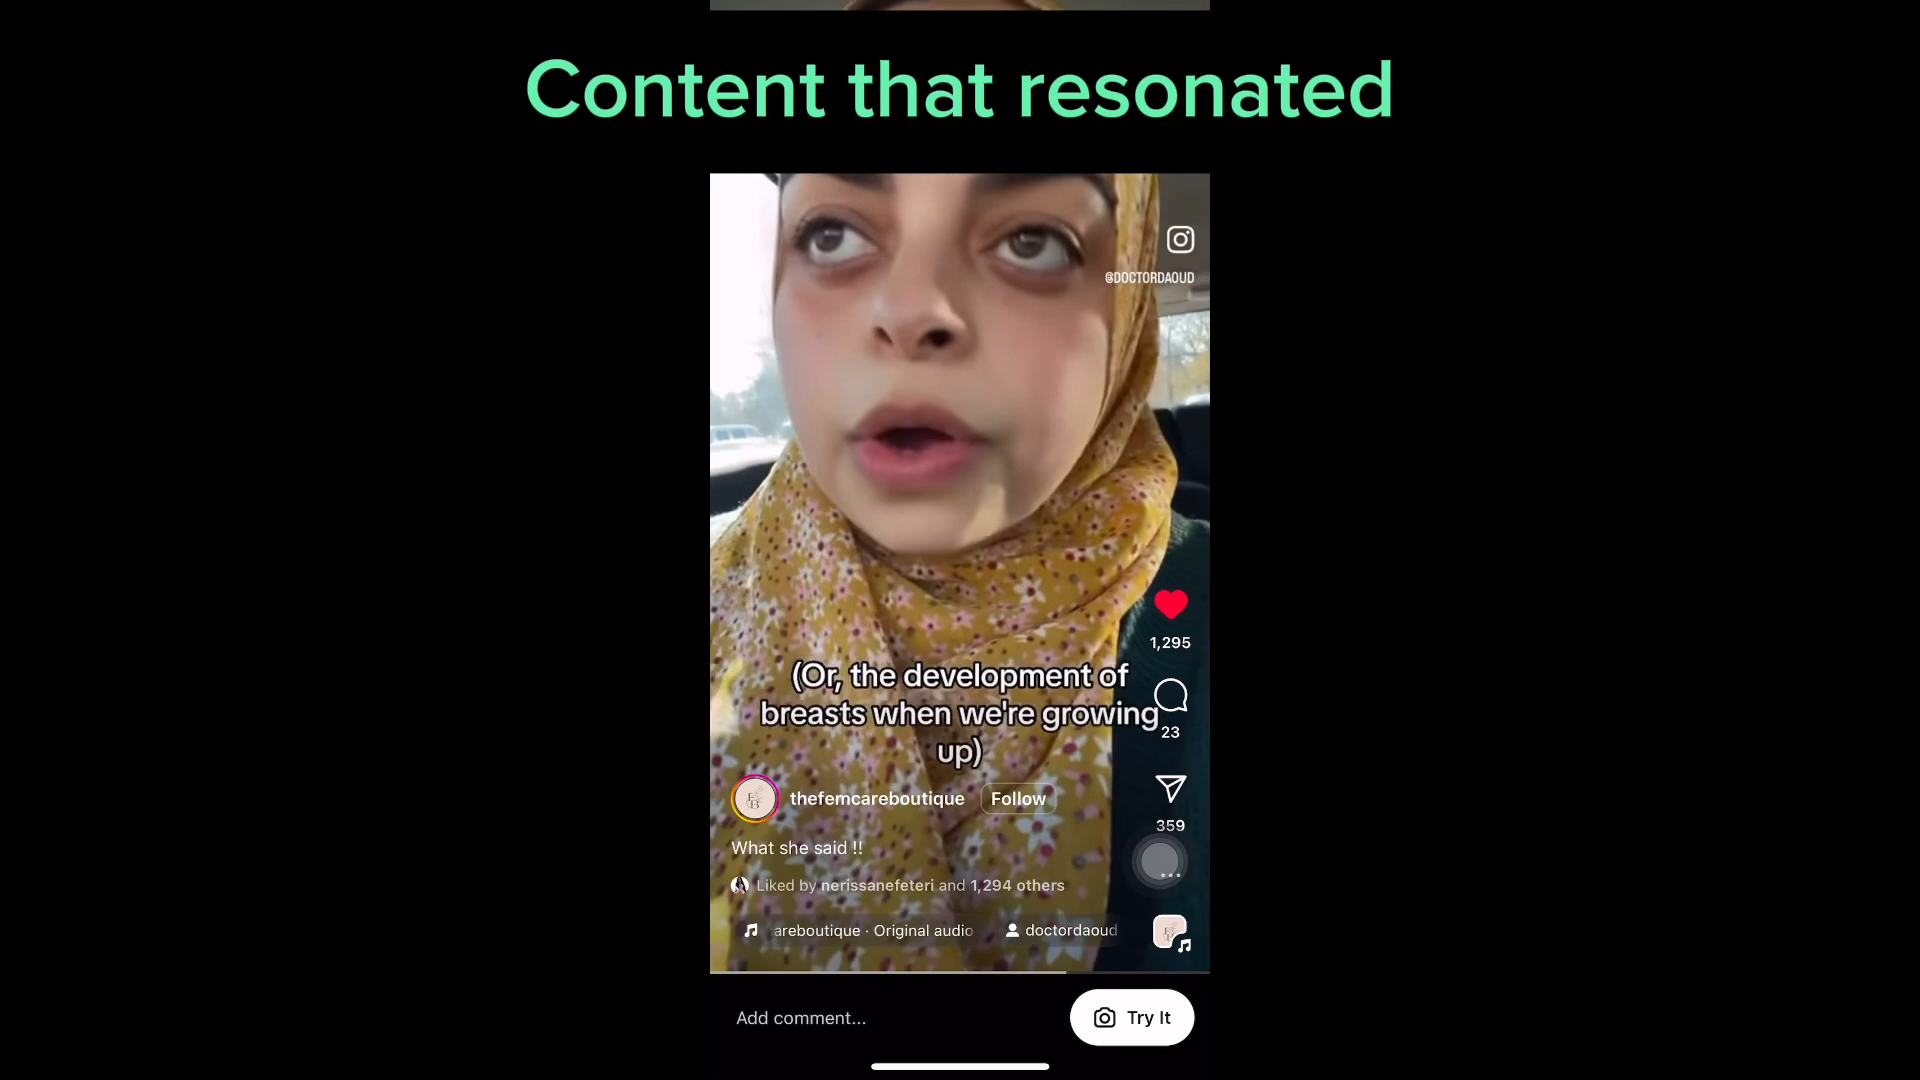 Content that resonated
@DOCTORDAOUD
1,295
(Or, the development of
breasts when we're growing
up)
23
thefemcareboutique Follow
359
What she said !!
Liked by nerissanefeteri and 1,294 others
areboutique · Original audio doctordaoud
Add comment...
Try It